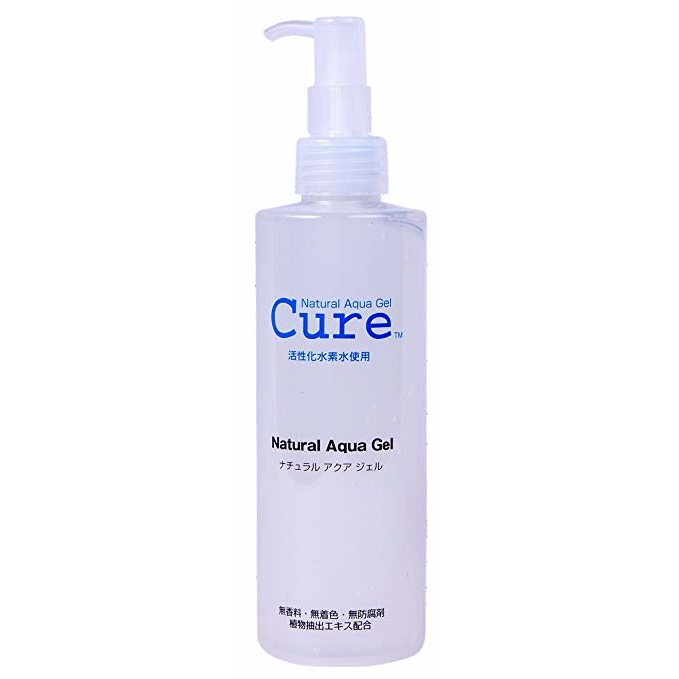 Natural Aqua Gel
Cure™
活性化水素水使用
Natural Aqua Gel
ナチュラル アクア ジェル
無香料・無着色・無防腐剤
植物抽出エキス配合